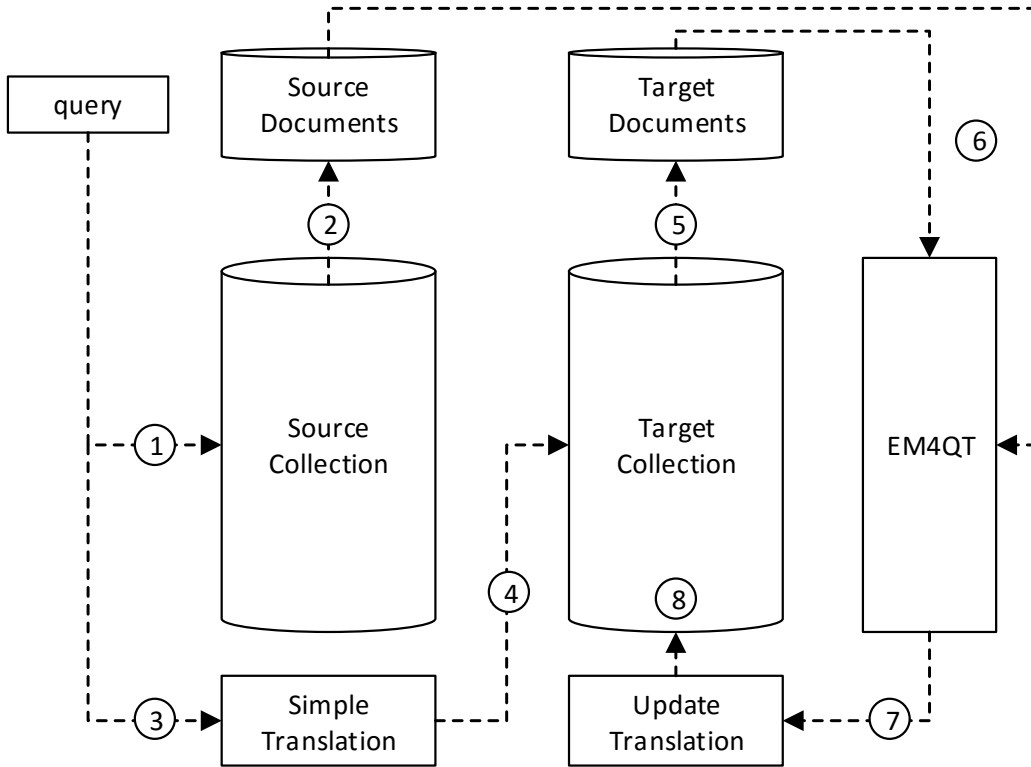 query
Source
Documents
Target
Documents
6
2
5
1
Source
Collection
Target
Collection
EM4QT
4
8
3
Simple
Translation
Update
Translation
7